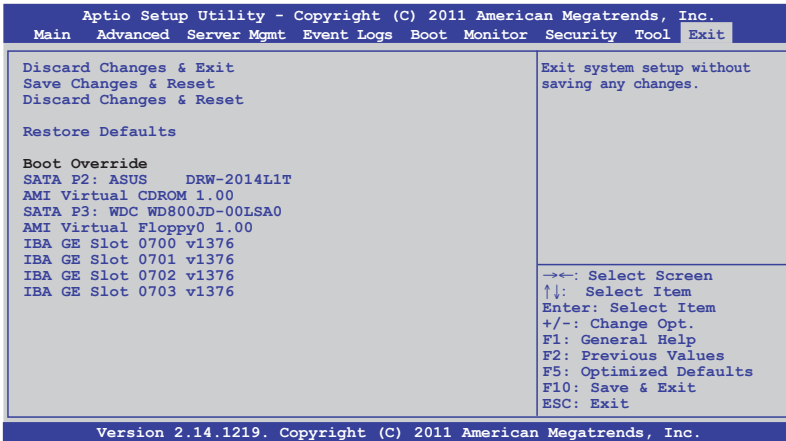 Aptio Setup Utility - Copyright (C) 2011 American Megatrends, Inc.
Main Advanced Server Mgmt Event Logs Boot Monitor Security Tool Exit
Discard Changes & Exit
Save Changes & Reset
Discard Changes & Reset
Restore Defaults
Boot Override
SATA P2: ASUS DRW-2014L1T
AMI Virtual CDROM 1.00
SATA P3: WDC WD800JD-00LSA0
AMI Virtual Floppy0 1.00
IBA GE Slot 0700 v1376
IBA GE Slot 0701 v1376
IBA GE Slot 0702 v1376
IBA GE Slot 0703 v1376
Exit system setup without
saving any changes.
→←: Select Screen
↑↓: Select Item
Enter: Select Item
+/-: Change Opt.
F1: General Help
F2: Previous Values
F5: Optimized Defaults
F10: Save & Exit
ESC: Exit
Version 2.14.1219. Copyright (C) 2011 American Megatrends, Inc.